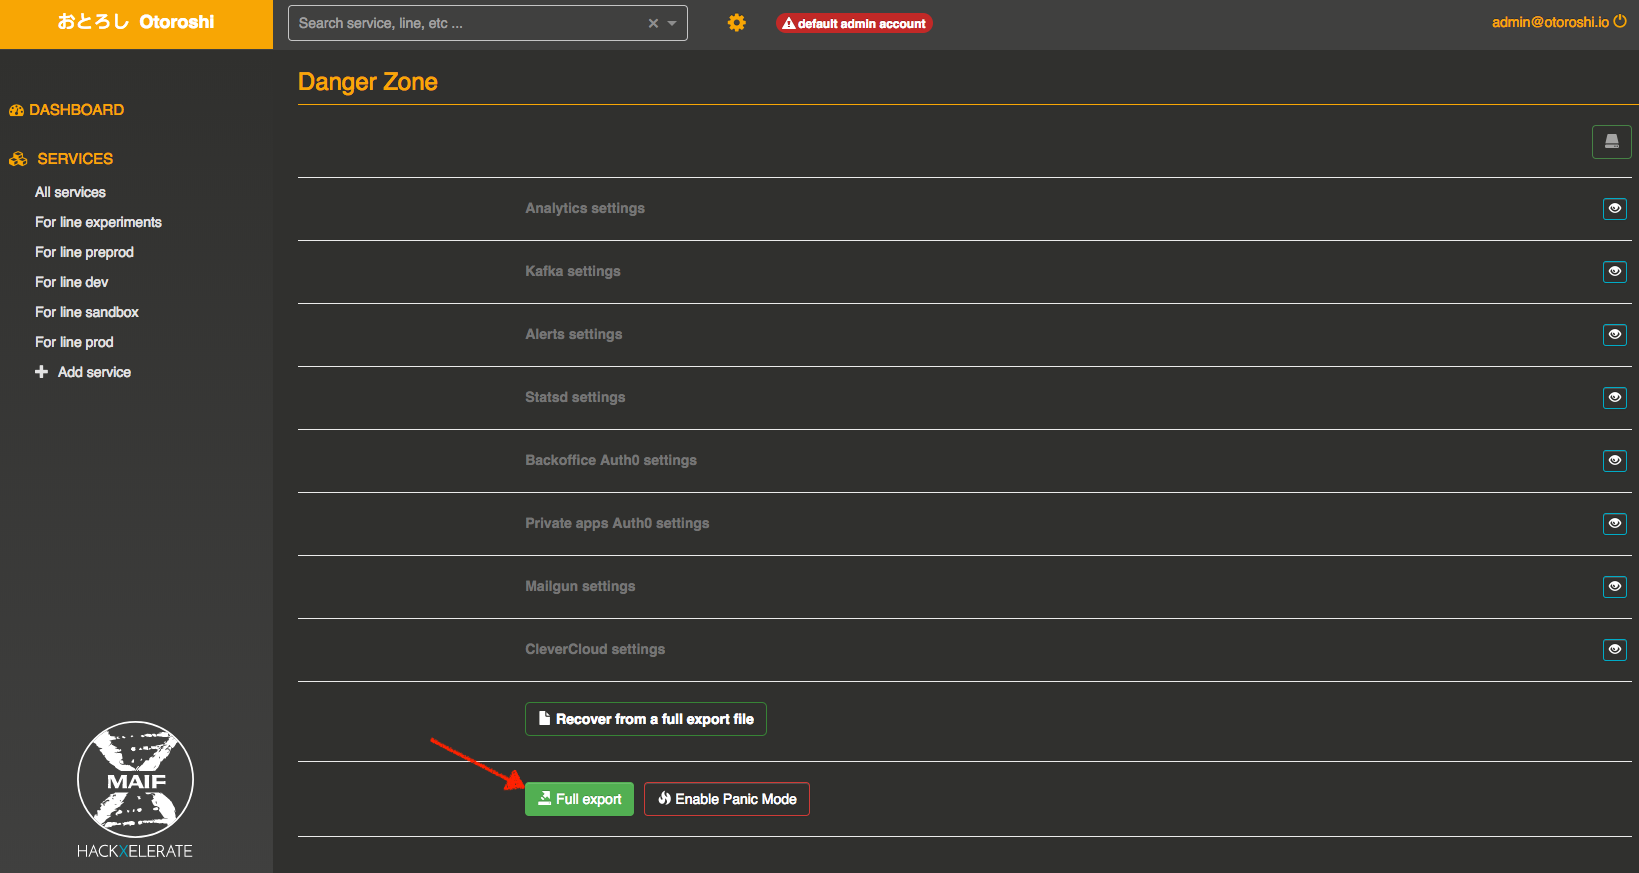 おとろし Otoroshi
Search service, line, etc ...
default admin account
admin@otoroshi.io
DASHBOARD
SERVICES
All services
For line experiments
For line preprod
For line dev
For line sandbox
For line prod
Add service
MAIF
HACKXELERATE
Danger Zone
Analytics settings
Kafka settings
Alerts settings
Statsd settings
Backoffice Auth0 settings
Private apps Auth0 settings
Mailgun settings
CleverCloud settings
Recover from a full export file
Full export
Enable Panic Mode